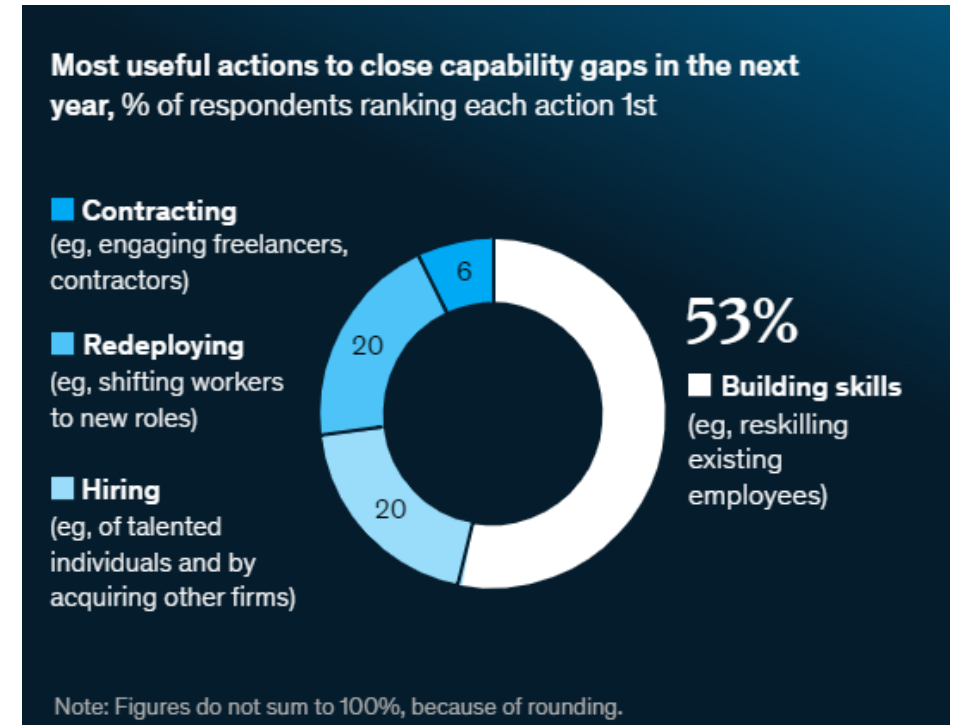 Most useful actions to close capability gaps in the next
year, % of respondents ranking each action 1st
Contracting
(eg, engaging freelancers,
contractors)
Redeploying
(eg, shifting workers
to new roles)
Hiring
(eg, of talented
individuals and by
acquiring other firms)
6
20
20
53%
Building skills
(eg, reskilling
existing
employees)
Note: Figures do not sum to 100%, because of rounding.